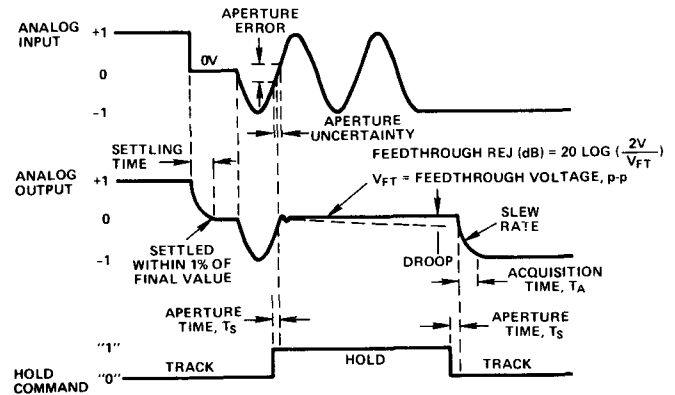 ANALOG
INPUT
+1
0
-1
0V
APERTURE
ERROR
APERTURE
UNCERTAINTY
SETTLING
TIME
FEEDTHROUGH REJ (dB) = 20 LOG (2V/VFT)
VFT = FEEDTHROUGH VOLTAGE, p-p
ANALOG
OUTPUT
+1
0
-1
SETTLED
WITHIN 1% OF
FINAL VALUE
DROOP
SLEW
RATE
ACQUISITION
TIME, TA
APERTURE
TIME, TS
APERTURE
TIME, TS
HOLD
COMMAND
"1"
"0"
TRACK
HOLD
TRACK